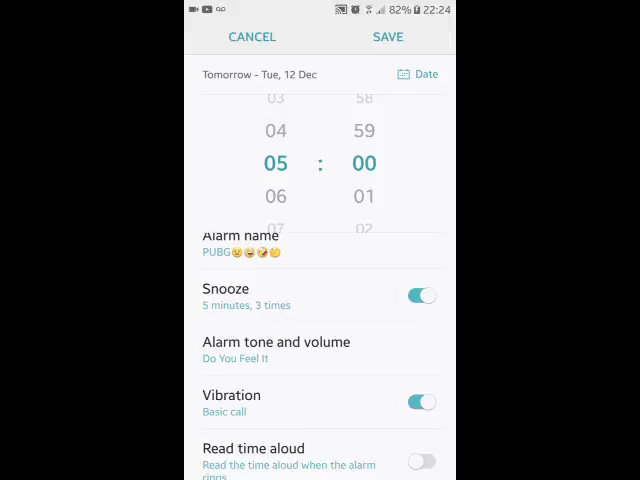 82% 22:24
CANCEL SAVE
Tomorrow - Tue, 12 Dec Date
03 58
04 59
05 : 00
06 01
07 02
Alarm name
PUBG😴😂🤣🤔
Snooze
5 minutes, 3 times
Alarm tone and volume
Do You Feel It
Vibration
Basic call
Read time aloud
Read the time aloud when the alarm
rings